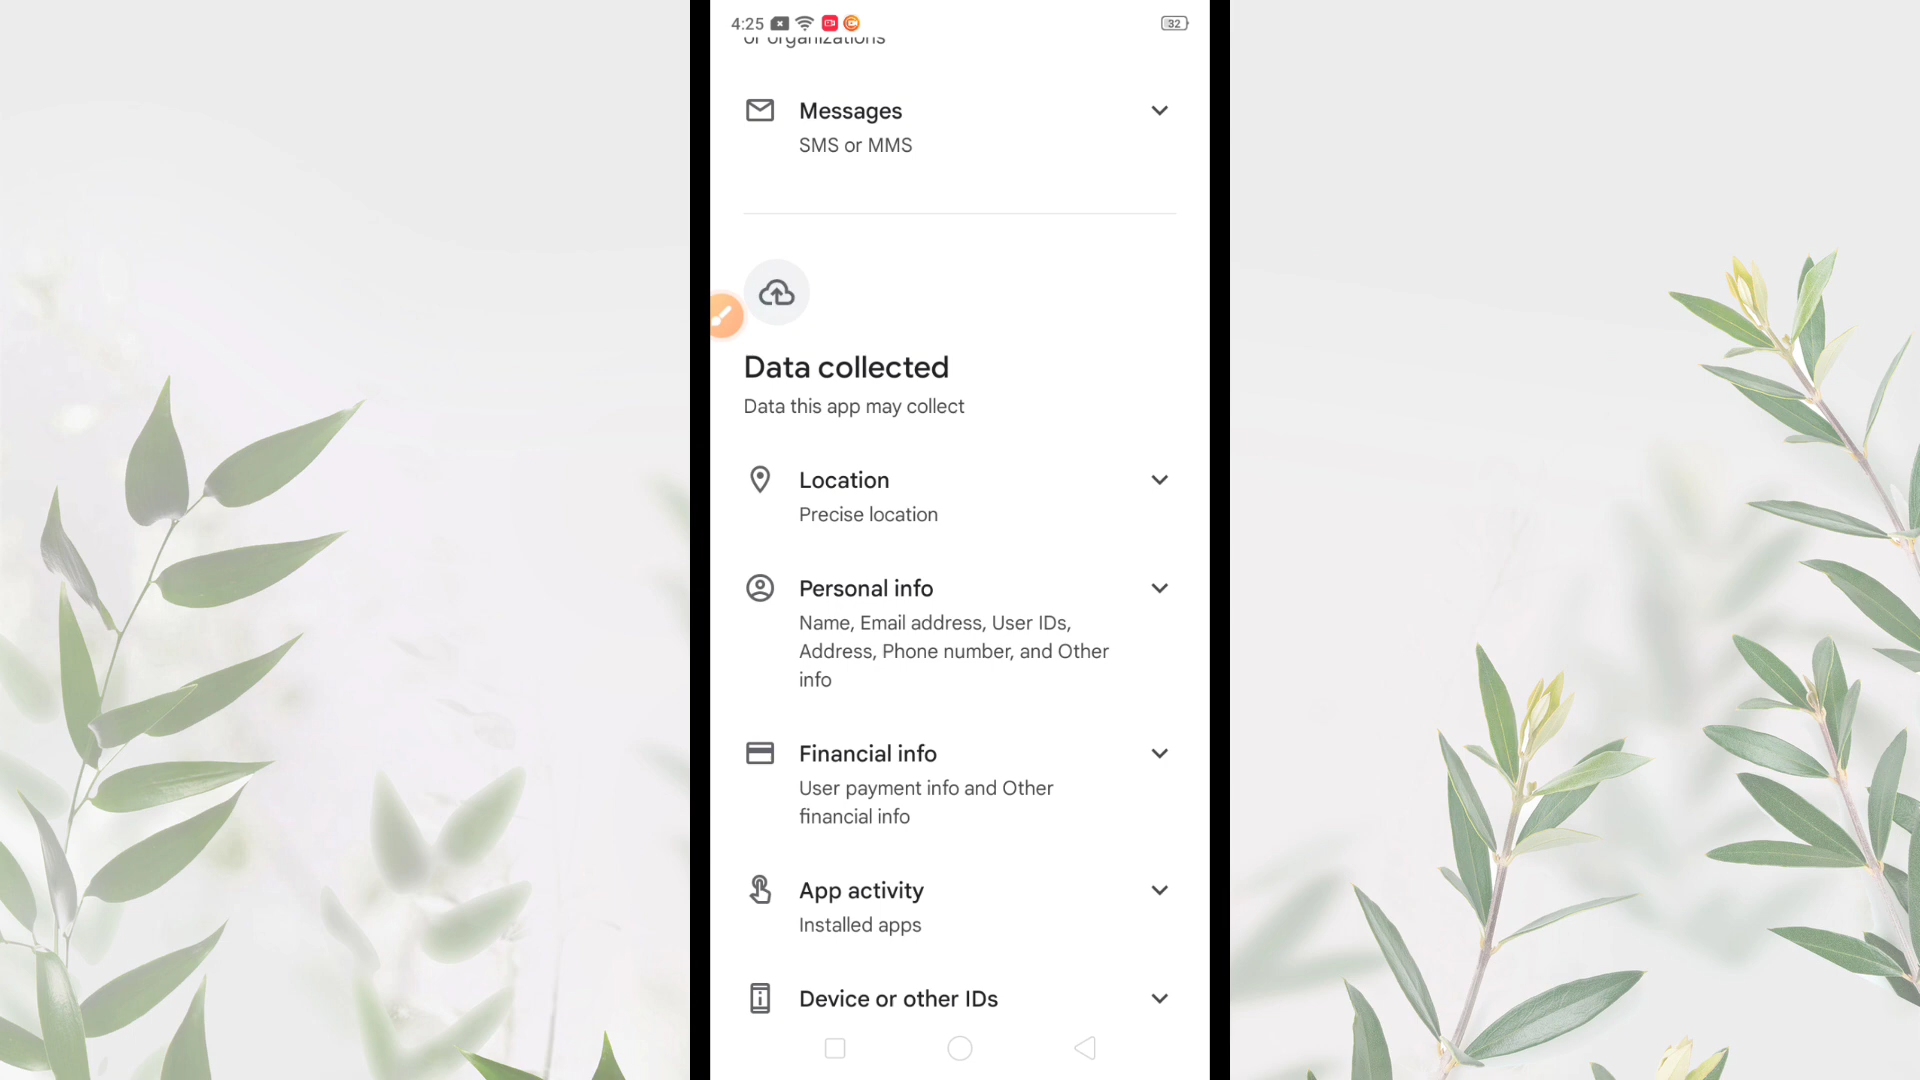 4:25
32
or organizations
Messages
SMS or MMS
Data collected
Data this app may collect
Location
Precise location
Personal info
Name, Email address, User IDs,
Address, Phone number, and Other
info
Financial info
User payment info and Other
financial info
App activity
Installed apps
Device or other IDs